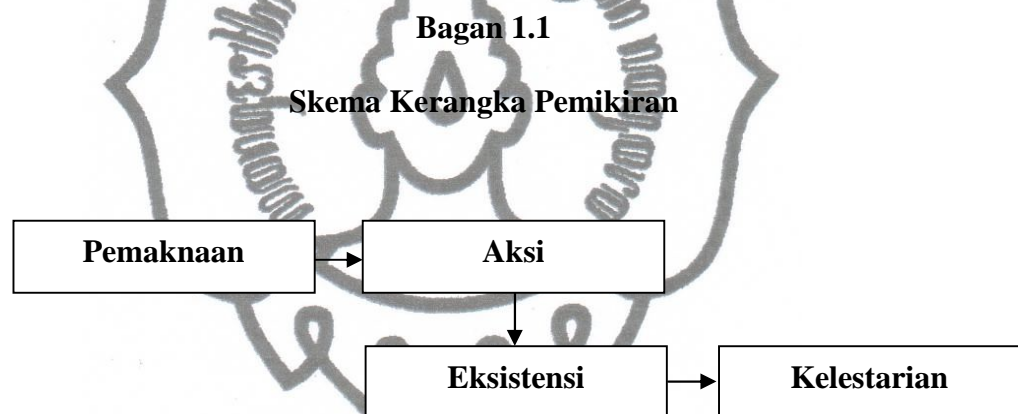 Bagan 1.1
Skema Kerangka Pemikiran
Pemaknaan
Aksi
Eksistensi
Kelestarian